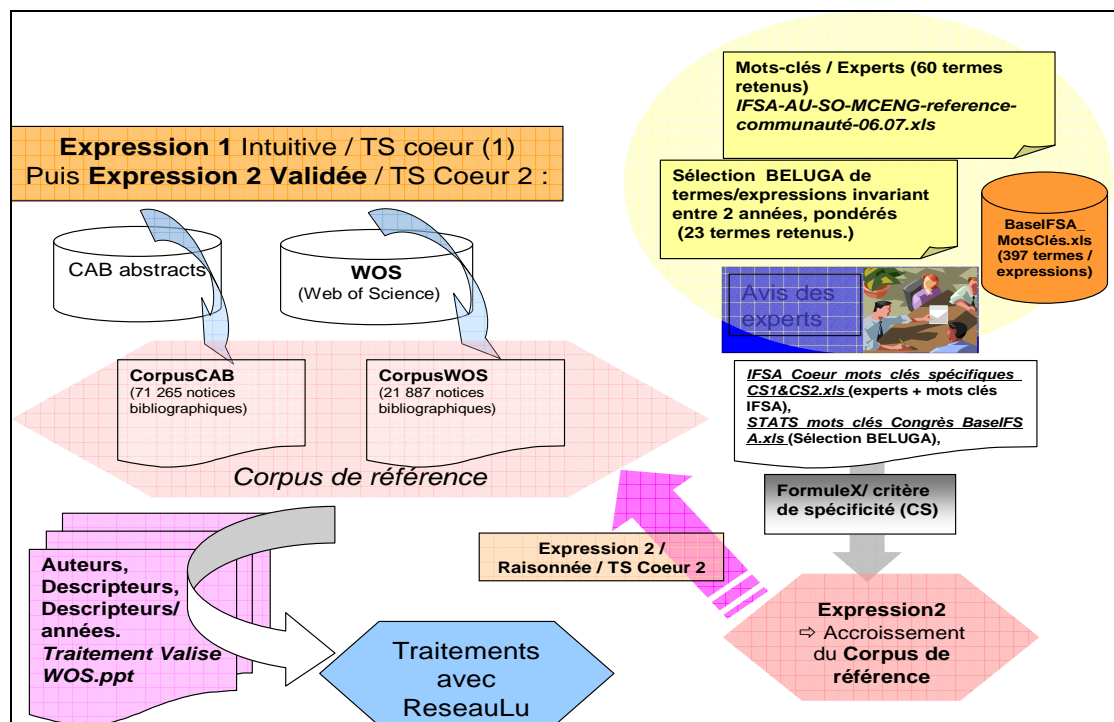 Expression 1 Intuitive / TS coeur (1)
Puis Expression 2 Validée / TS Coeur 2 :
CAB abstracts
WOS
(Web of Science)
CorpusCAB
(71 265 notices
bibliographiques)
CorpusWOS
(21 887 notices
bibliographiques)
Corpus de référence
Mots-clés / Experts (60 termes
retenus)
IFSA-AU-SO-MCENG-reference-
communauté-06.07.xls
Sélection BELUGA de
termes/expressions invariant
entre 2 années, pondérés
(23 termes retenus.)
BaseIFSA_
MotsClés.xls
(397 termes /
expressions)
Avis des
experts
IFSA_Coeur mots clés spécifiques_
CS1&CS2.xls (experts + mots clés
IFSA),
STATS mots clés Congrès BaseIFS
A.xls (Sélection BELUGA),
FormuleX/ critère
de spécificité (CS)
Expression 2 /
Raisonnée / TS Coeur 2
Expression2
⇨ Accroissement
du Corpus de
référence
Auteurs,
Descripteurs,
Descripteurs/
années.
Traitement Valise
WOS.ppt
Traitements
avec
ReseauLu